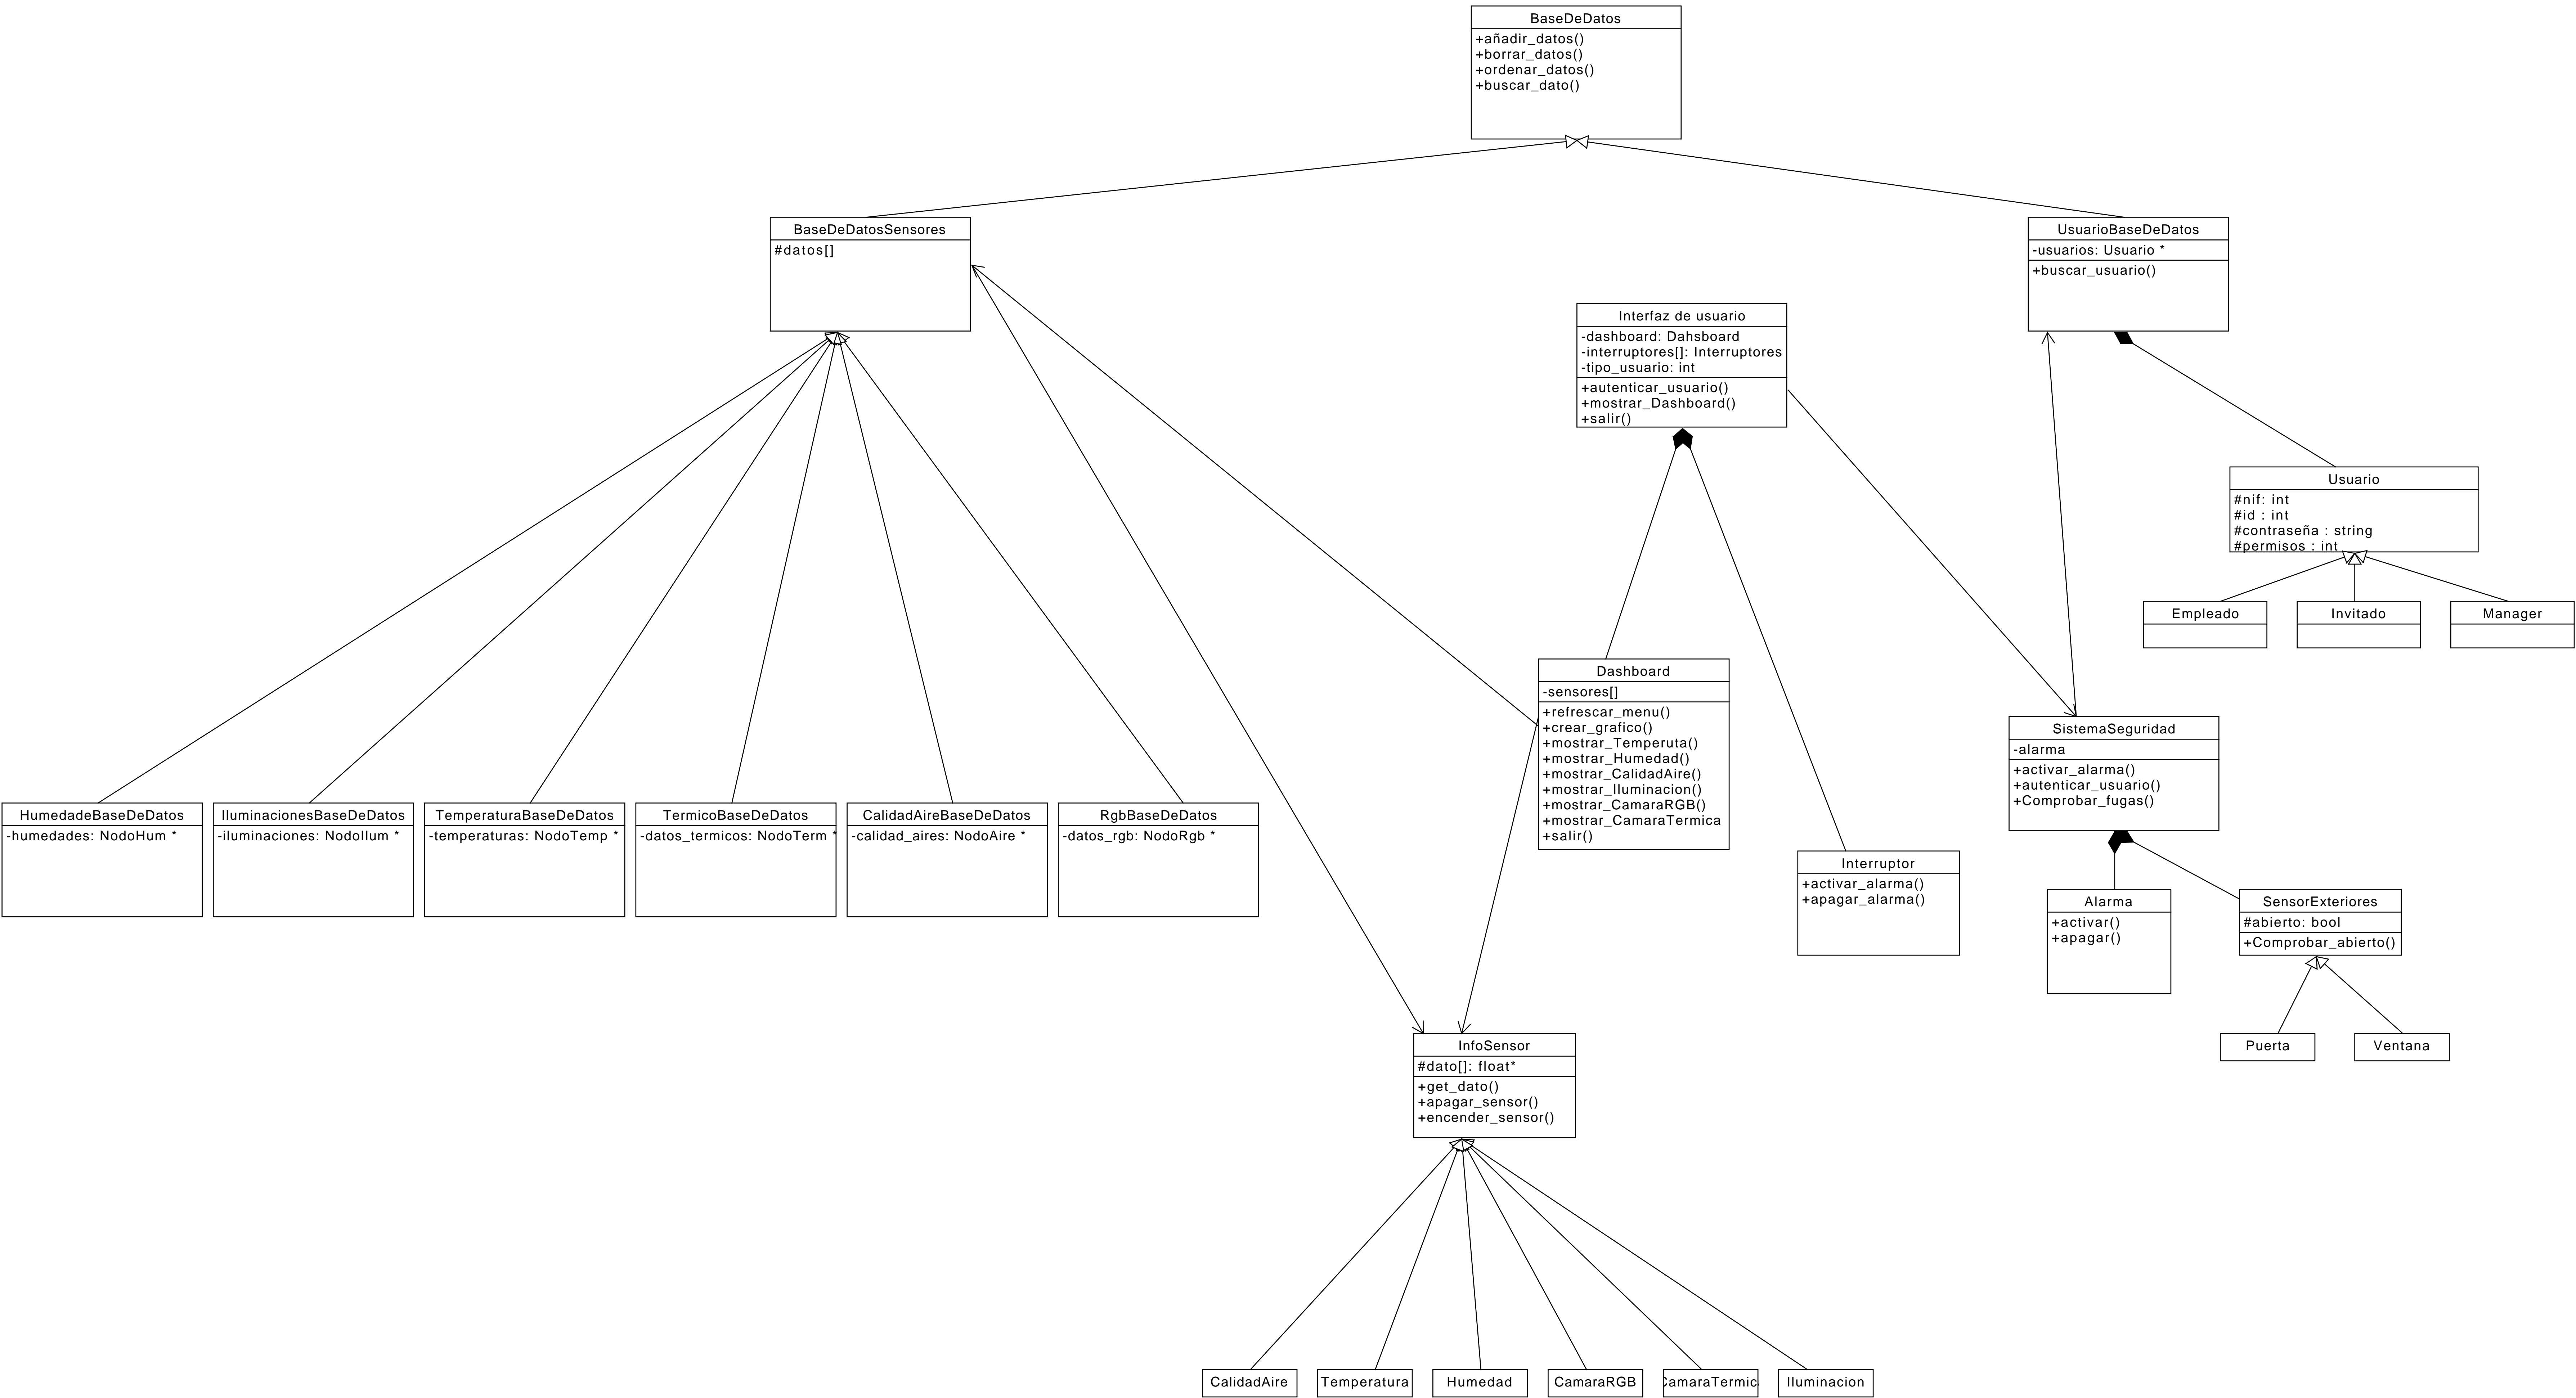 BaseDeDatos
+añadir_datos()
+borrar_datos()
+ordenar_datos()
+buscar_dato()
BaseDeDatosSensores
#datos[]
UsuarioBaseDeDatos
-usuarios: Usuario *
+buscar_usuario()
Interfaz de usuario
-dashboard: Dahsboard
-interruptores[]: Interruptores
-tipo_usuario: int
+autenticar_usuario()
+mostrar_Dashboard()
+salir()
Usuario
#nif: int
#id : int
#contraseña : string
#permisos : int
Empleado
Invitado
Manager
Dashboard
-sensores[]
+refrescar_menu()
+crear_grafico()
+mostrar_Temperuta()
+mostrar_Humedad()
+mostrar_CalidadAire()
+mostrar_Iluminacion()
+mostrar_CamaraRGB()
+mostrar_CamaraTermica
+salir()
SistemaSeguridad
-alarma
+activar_alarma()
+autenticar_usuario()
+Comprobar_fugas()
HumedadeBaseDeDatos
-humedades: NodoHum *
IluminacionesBaseDeDatos
-iluminaciones: NodoIlum *
TemperaturaBaseDeDatos
-temperaturas: NodoTemp *
TermicoBaseDeDatos
-datos_termicos: NodoTerm *
CalidadAireBaseDeDatos
-calidad_aires: NodoAire *
RgbBaseDeDatos
-datos_rgb: NodoRgb *
Interruptor
+activar_alarma()
+apagar_alarma()
Alarma
+activar()
+apagar()
SensorExteriores
#abierto: bool
+Comprobar_abierto()
Puerta
Ventana
InfoSensor
#dato[]: float*
+get_dato()
+apagar_sensor()
+encender_sensor()
CalidadAire
Temperatura
Humedad
CamaraRGB
CamaraTermica
Iluminacion